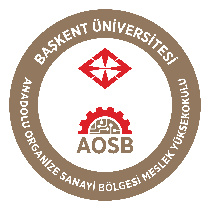 BAŞKENT ÜNİVERSİTESİ
AOSB
ANADOLU ORGANİZE SANAYİ BÖLGESİ MESLEK YÜKSEKOKULU